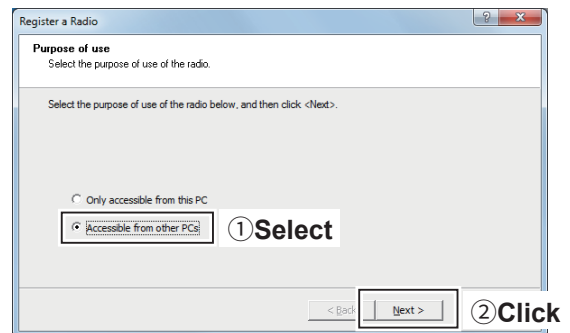 Register a Radio
Purpose of use
Select the purpose of use of the radio.
Select the purpose of use of the radio below, and then click <Next>.
Only accessible from this PC
Accessible from other PCs
①Select
< Back
Next >
②Click